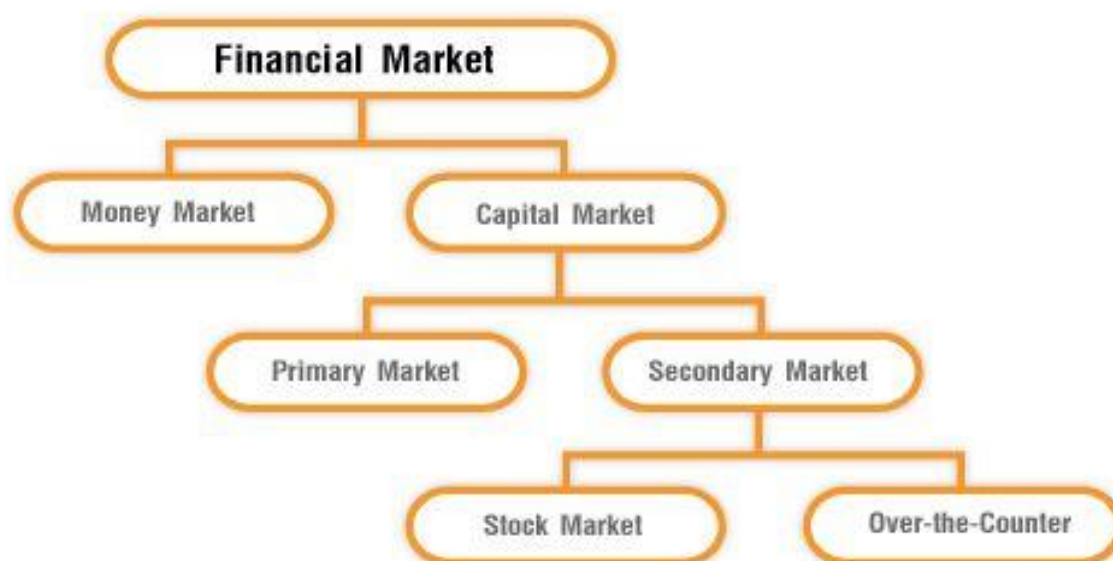 Financial Market
Money Market
Capital Market
Primary Market
Secondary Market
Stock Market
Over-the-Counter